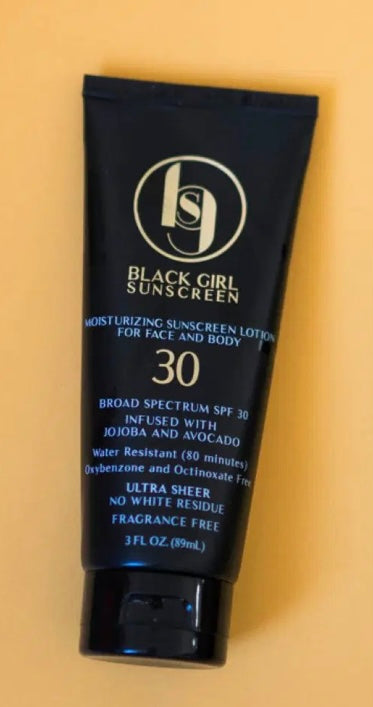 bsg
BLACK GIRL
SUNSCREEN
MOISTURIZING SUNSCREEN LOTION
FOR FACE AND BODY
30
BROAD SPECTRUM SPF 30
INFUSED WITH
JOJOBA AND AVOCADO
Water Resistant (80 minutes)
Oxybenzone and Octinoxate Free
ULTRA SHEER
NO WHITE RESIDUE
FRAGRANCE FREE
3 FL OZ. (89mL)